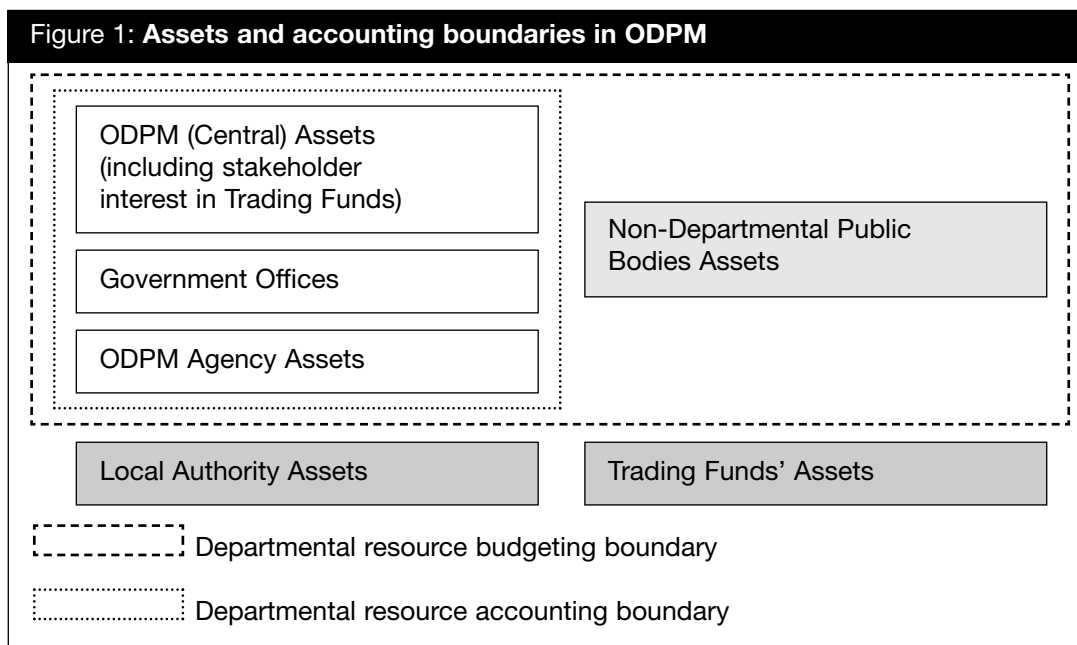 Figure 1: Assets and accounting boundaries in ODPM
ODPM (Central) Assets
(including stakeholder
interest in Trading Funds)
Government Offices
ODPM Agency Assets
Non-Departmental Public
Bodies Assets
Local Authority Assets
Trading Funds’ Assets
Departmental resource budgeting boundary
Departmental resource accounting boundary